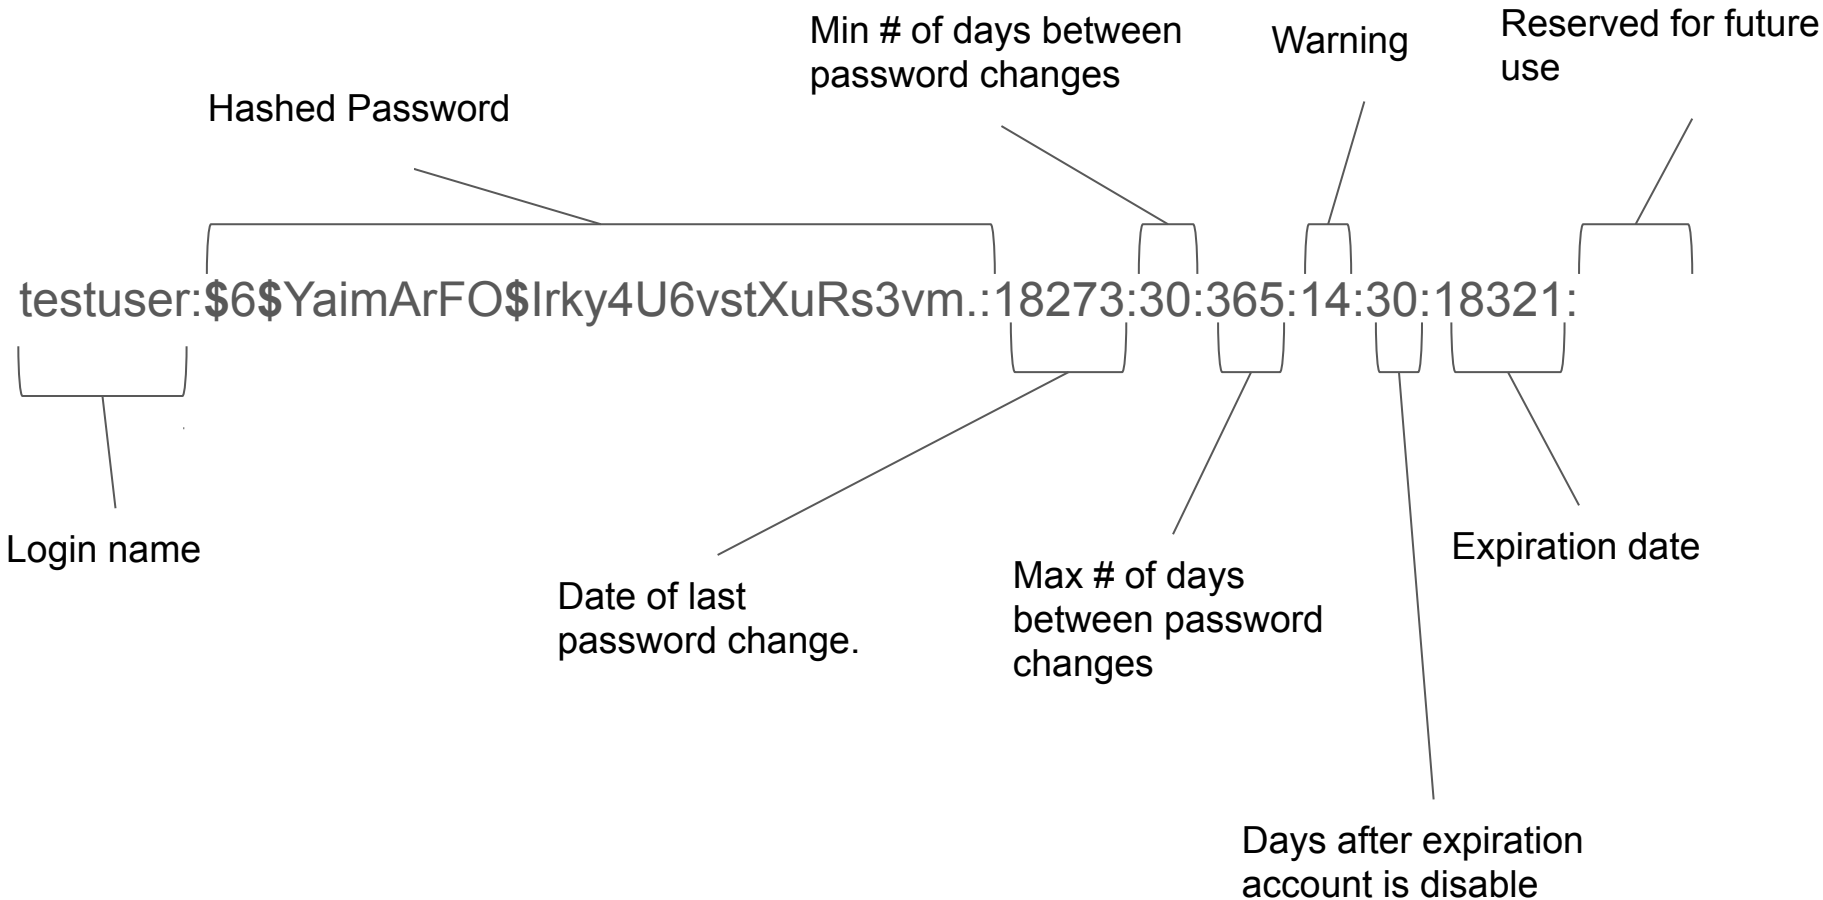 Min # of days between
password changes
Warning
Reserved for future
use
Hashed Password
testuser:$6$YaimArFO$Irky4U6vstXuRs3vm.:18273:30:365:14:30:18321:
Login name
Date of last
password change.
Max # of days
between password
changes
Expiration date
Days after expiration
account is disable